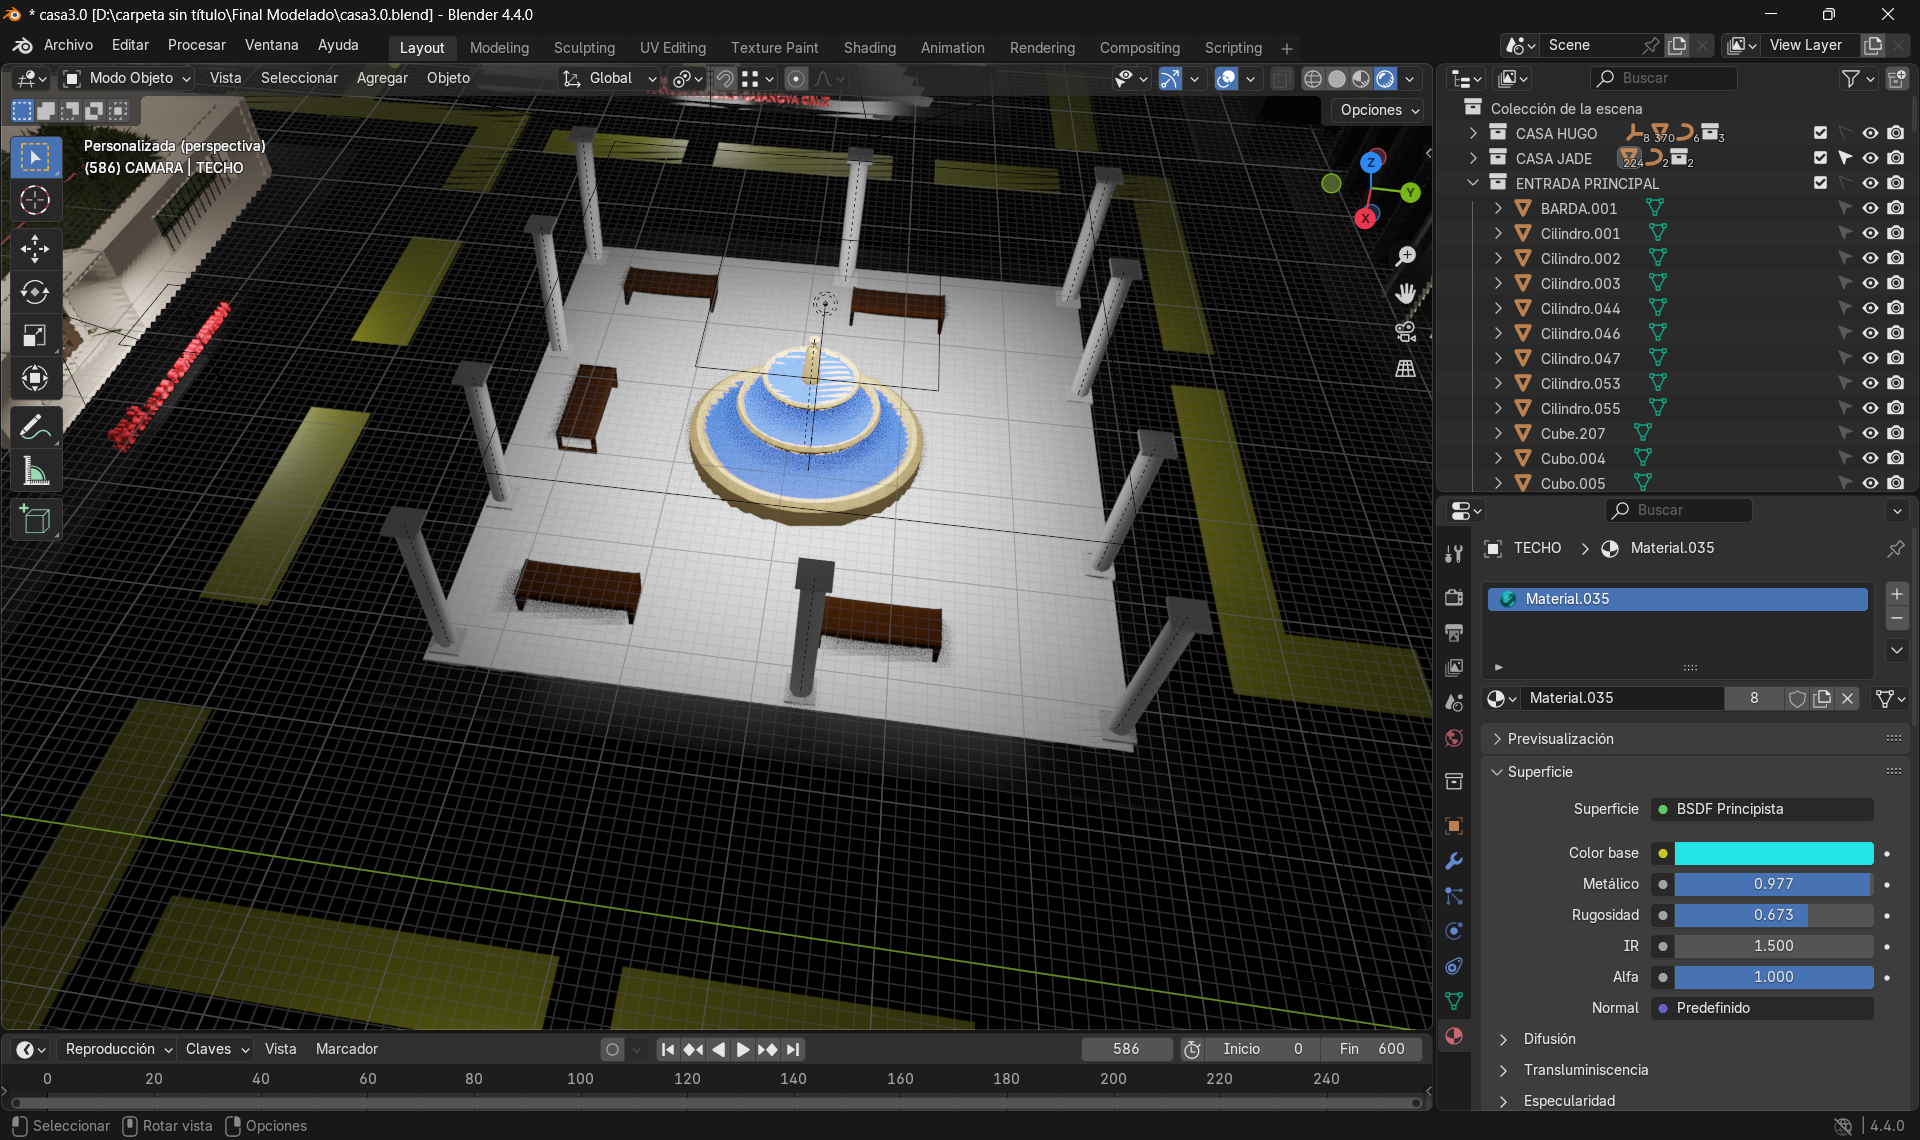 * casa3.0 [D:\carpeta sin título\Final Modelado\casa3.0.blend] - Blender 4.4.0
Archivo Editar Procesar Ventana Ayuda Layout Modeling Sculpting UV Editing Texture Paint Shading Animation Rendering Compositing Scripting + Scene View Layer
Modo Objeto Vista Seleccionar Agregar Objeto Global
Opciones
Personalizada (perspectiva)
(586) CAMARA | TECHO
Z
Y
X
Buscar
Colección de la escena
CASA HUGO 8 370 6 3
CASA JADE 224 2 2
ENTRADA PRINCIPAL
BARDA.001
Cilindro.001
Cilindro.002
Cilindro.003
Cilindro.044
Cilindro.046
Cilindro.047
Cilindro.053
Cilindro.055
Cube.207
Cubo.004
Cubo.005
Buscar
TECHO > Material.035
Material.035
Material.035 8
Previsualización
Superficie
Superficie BSDF Principista
Color base
Metálico 0.977
Rugosidad 0.673
IR 1.500
Alfa 1.000
Normal Predefinido
Difusión
Transluminiscencia
Especularidad
Reproducción Claves Vista Marcador 586 Inicio 0 Fin 600
0 20 40 60 80 100 120 140 160 180 200 220 240
Seleccionar Rotar vista Opciones 4.4.0